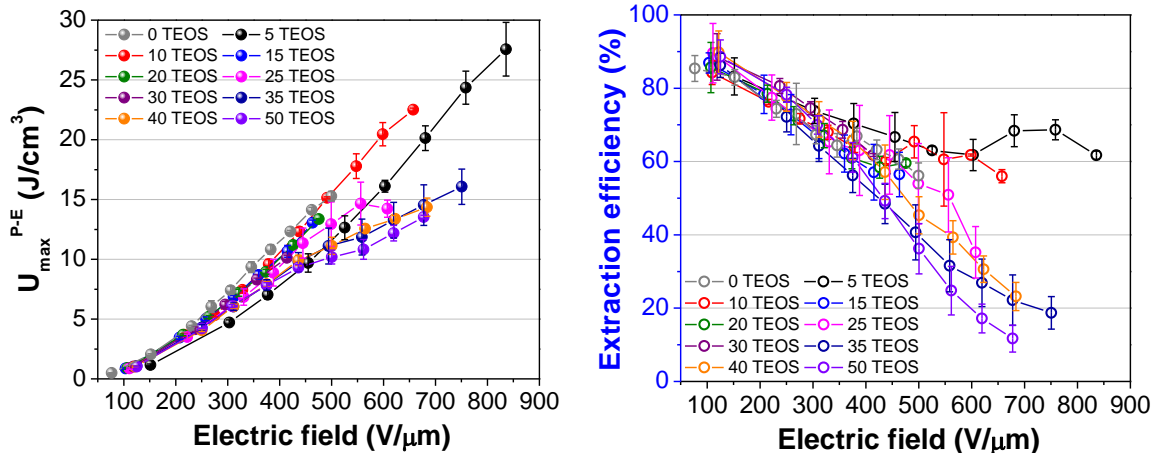 30
25
20
15
10
5
0
U_max^P-E (J/cm³)
0 TEOS 5 TEOS
10 TEOS 15 TEOS
20 TEOS 25 TEOS
30 TEOS 35 TEOS
40 TEOS 50 TEOS
100 200 300 400 500 600 700 800 900
Electric field (V/μm)
100
80
60
40
20
0
Extraction efficiency (%)
0 TEOS 5 TEOS
10 TEOS 15 TEOS
20 TEOS 25 TEOS
30 TEOS 35 TEOS
40 TEOS 50 TEOS
100 200 300 400 500 600 700 800 900
Electric field (V/μm)